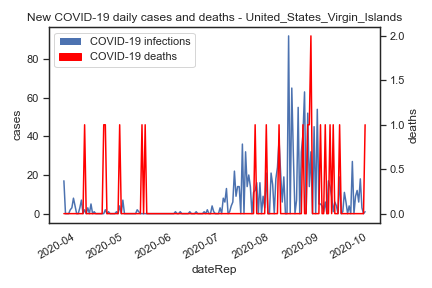 New COVID-19 daily cases and deaths - United_States_Virgin_Islands
COVID-19 infections
COVID-19 deaths
cases
80
60
40
20
0
deaths
2.0
1.5
1.0
0.5
0.0
2020-04
2020-05
2020-06
2020-07
2020-08
2020-09
2020-10
dateRep